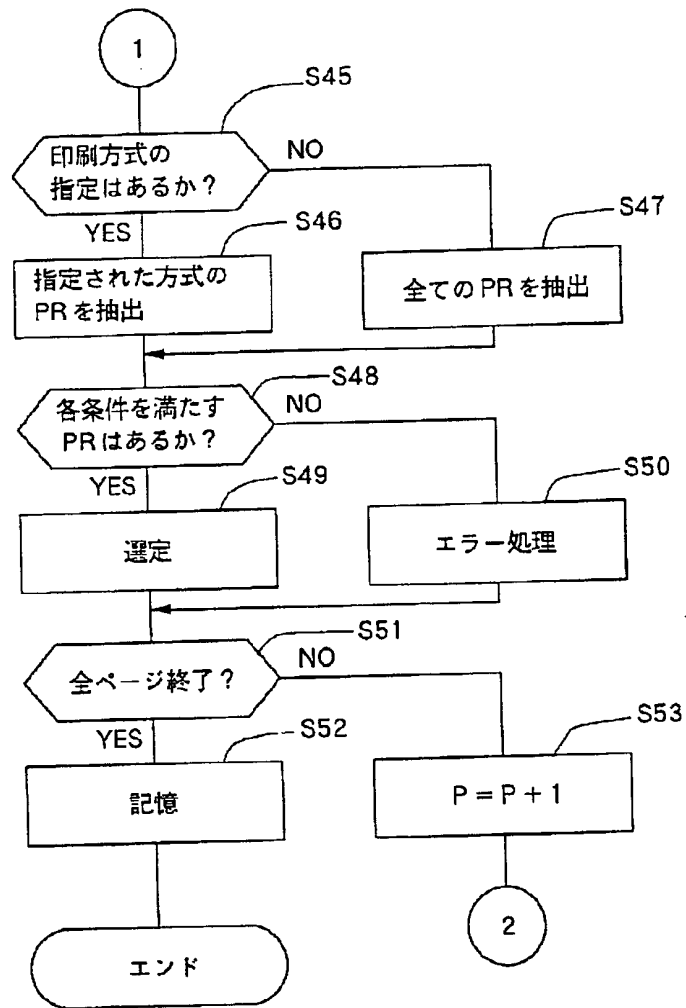 1
S45
印刷方式の
指定はあるか?
NO
YES
S46
S47
指定された方式の
PRを抽出
全てのPRを抽出
S48
各条件を満たす
PRはあるか?
NO
YES
S49
S50
選定
エラー処理
S51
全ページ終了?
NO
YES
S52
S53
記憶
P=P+1
2
エンド